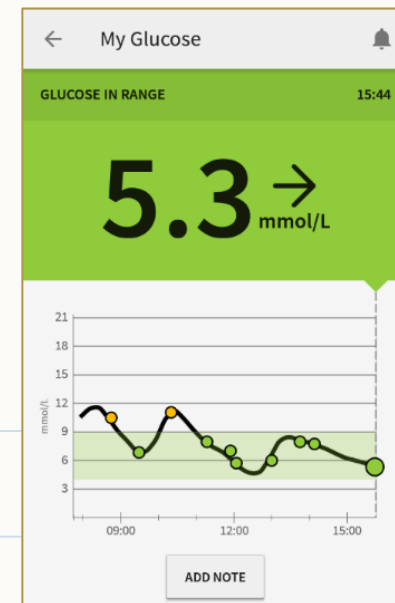 My Glucose
GLUCOSE IN RANGE 15:44
5.3 mmol/L
21
18
15
12
9
6
3
mmol/L
09:00 12:00 15:00
ADD NOTE